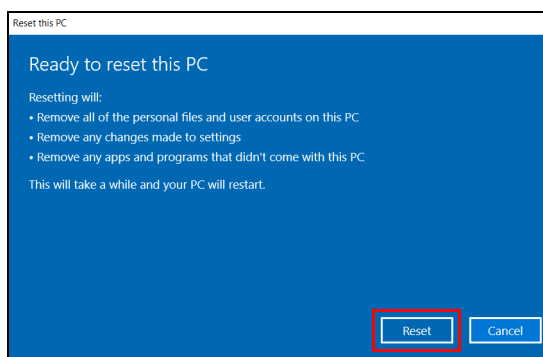 Reset this PC
Ready to reset this PC
Resetting will:
• Remove all of the personal files and user accounts on this PC
• Remove any changes made to settings
• Remove any apps and programs that didn't come with this PC
This will take a while and your PC will restart.
Reset Cancel